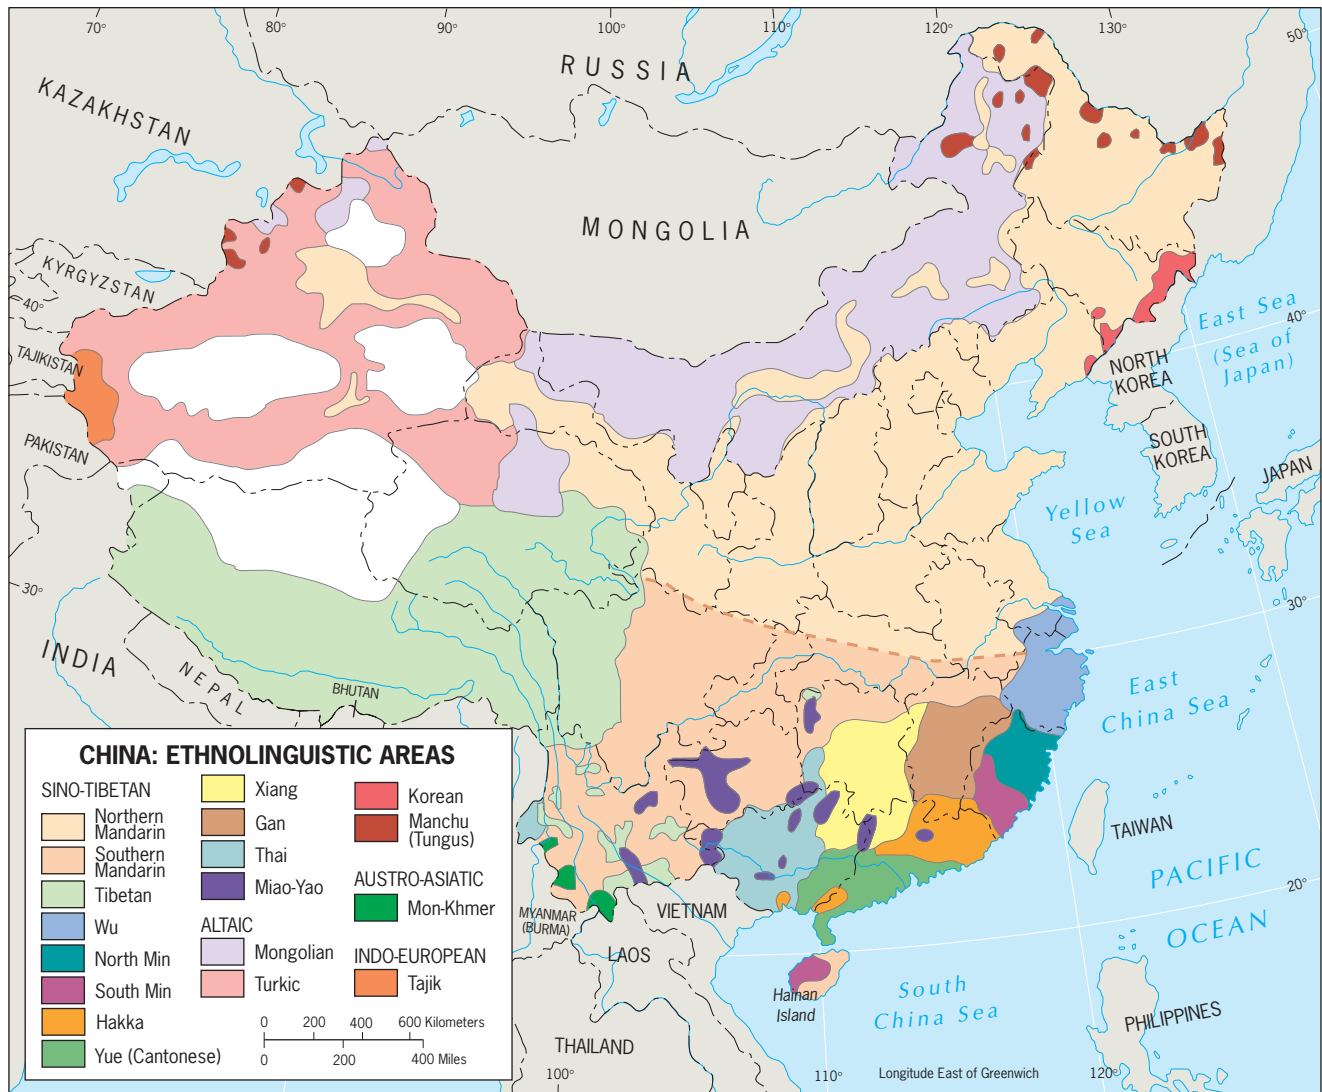 70°
80°
90°
100°
110°
120°
130°
50°
RUSSIA
KAZAKHSTAN
MONGOLIA
KYRGYZSTAN
40°
TAJIKISTAN
PAKISTAN
East Sea
(Sea of
Japan)
40°
NORTH
KOREA
SOUTH
KOREA
JAPAN
Yellow
Sea
30°
30°
INDIA
NEPAL
BHUTAN
East
China Sea
TAIWAN
PACIFIC
OCEAN
20°
MYANMAR
(BURMA)
VIETNAM
LAOS
Hainan
Island
South
China Sea
PHILIPPINES
THAILAND
100°
110°
Longitude East of Greenwich
120°
CHINA: ETHNOLINGUISTIC AREAS
SINO-TIBETAN
Northern
Mandarin
Southern
Mandarin
Tibetan
Wu
North Min
South Min
Hakka
Yue (Cantonese)
Xiang
Gan
Thai
Miao-Yao
ALTAIC
Mongolian
Turkic
Korean
Manchu
(Tungus)
AUSTRO-ASIATIC
Mon-Khmer
INDO-EUROPEAN
Tajik
0 200 400 600 Kilometers
0 200 400 Miles